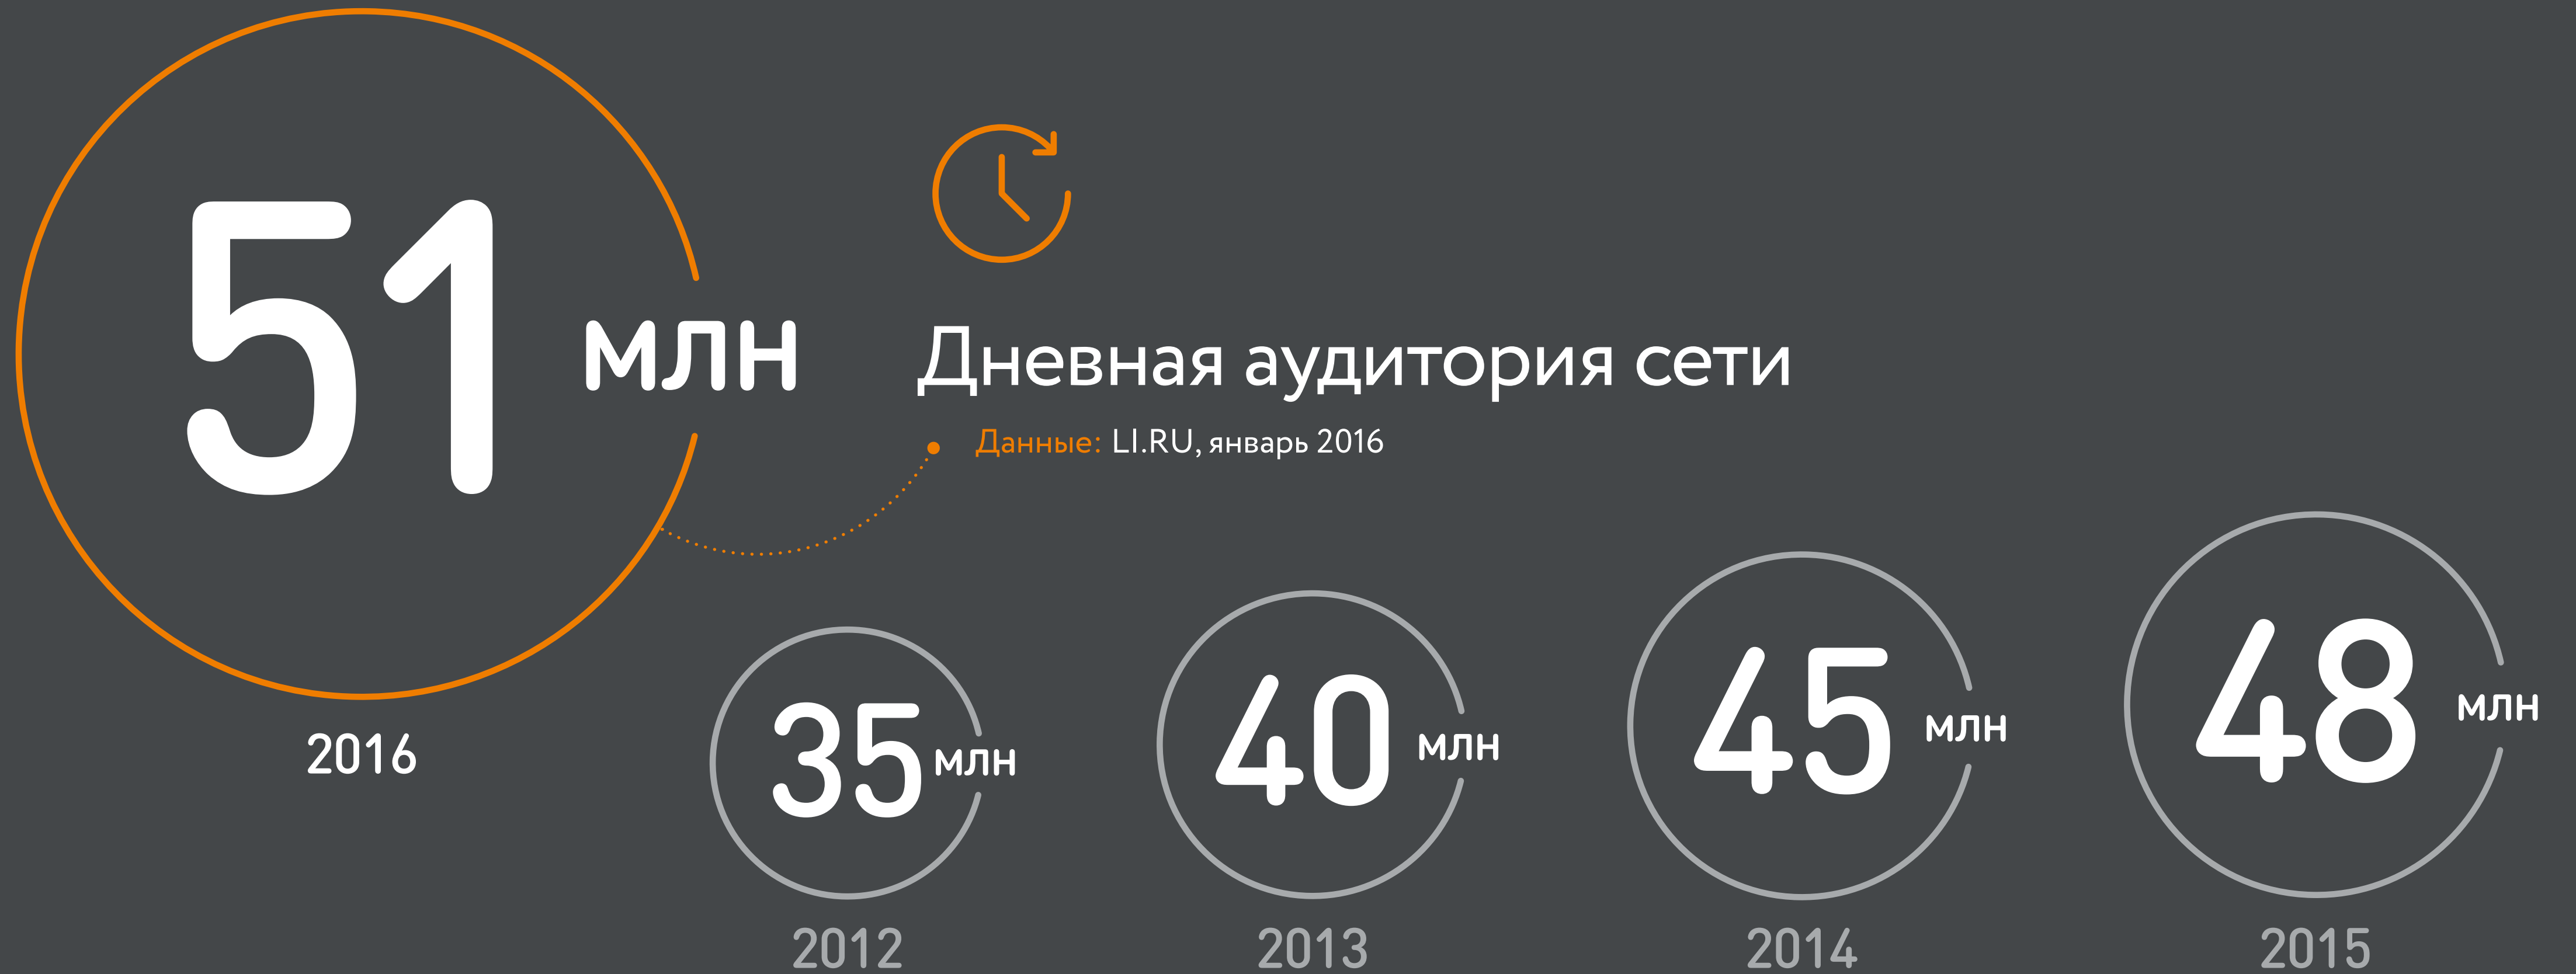 51 млн
2016
Дневная аудитория сети
Данные: LI.RU, январь 2016
35 млн
2012
40 млн
2013
45 млн
2014
48 млн
2015